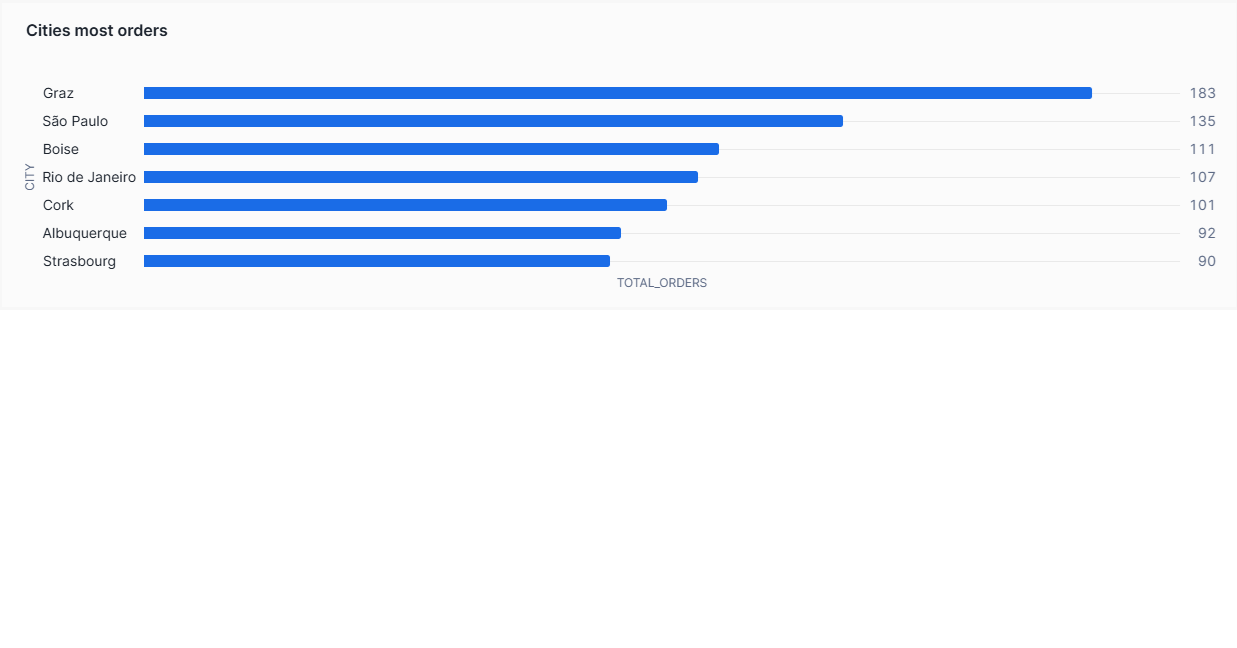 Cities most orders
CITY
Graz 183
São Paulo 135
Boise 111
Rio de Janeiro 107
Cork 101
Albuquerque 92
Strasbourg 90
TOTAL_ORDERS